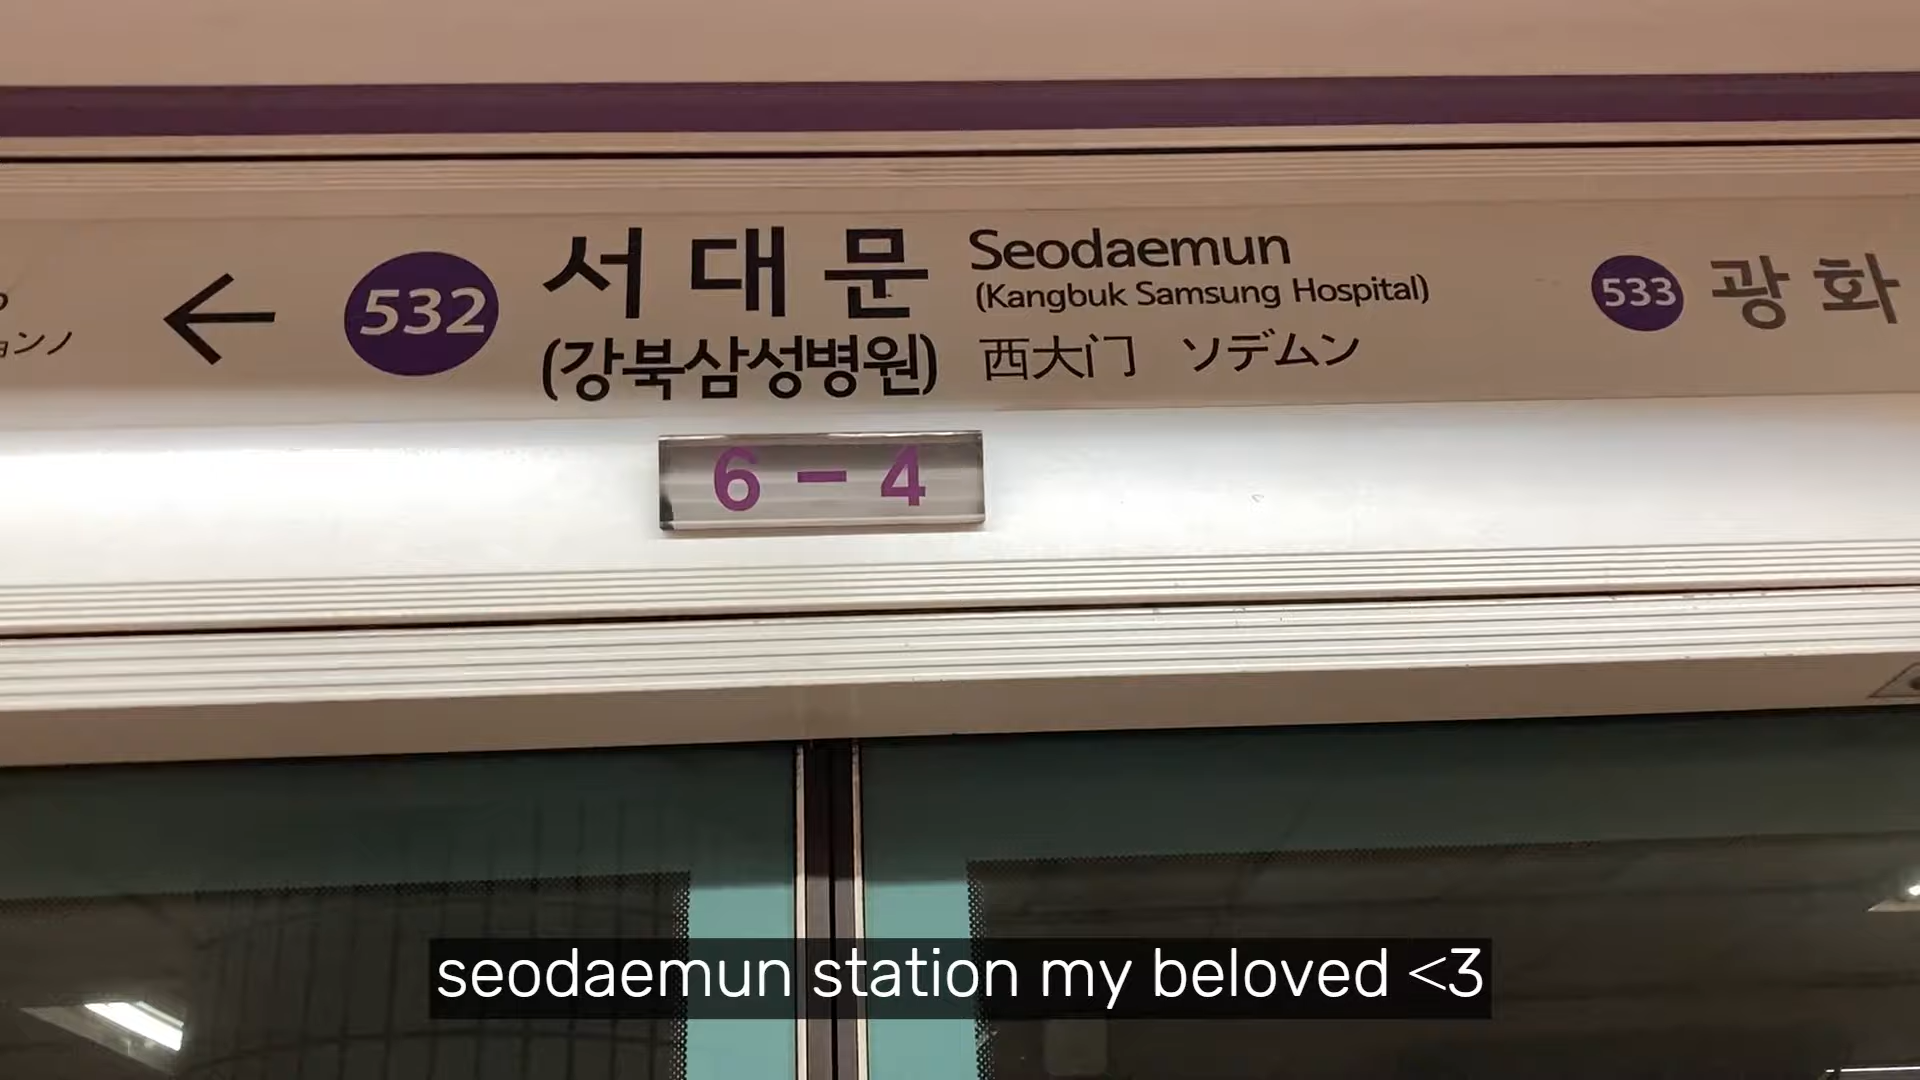 532
서대문
(강북삼성병원)
Seodaemun
(Kangbuk Samsung Hospital)
西大门 ソデムン
533
광화
6-4
seodaemun station my beloved <3